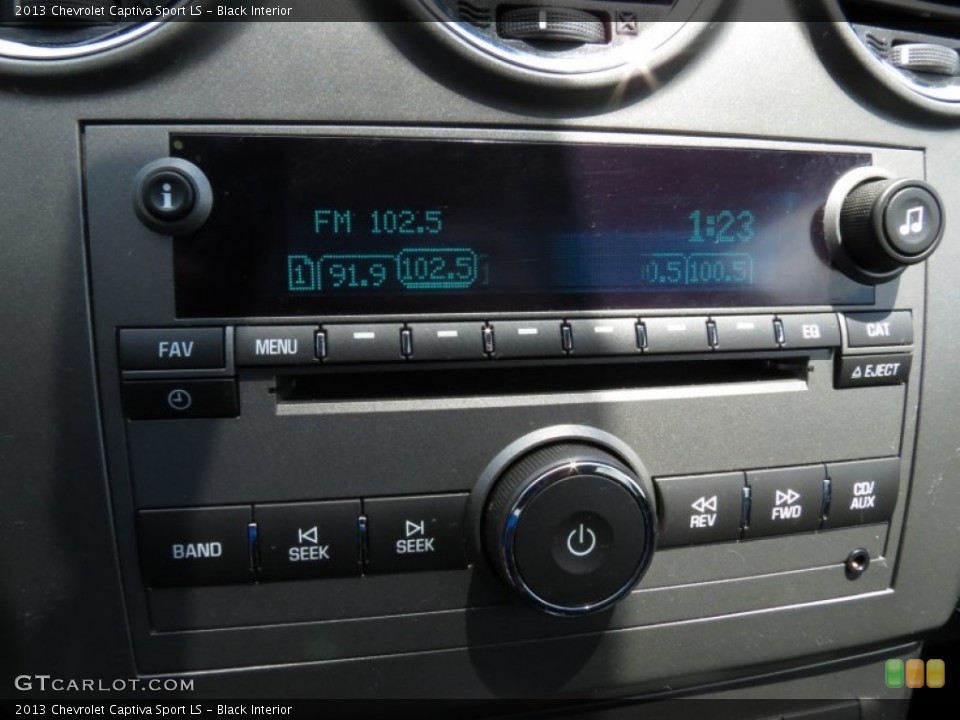 2013 Chevrolet Captiva Sport LS - Black Interior
i
FM 102.5 1:23
1 91.9 102.5 0.5 100.5
FAV MENU EQ CAT
EJECT
BAND SEEK SEEK REV FWD CD/
AUX
GTCARLOT.COM
2013 Chevrolet Captiva Sport LS - Black Interior